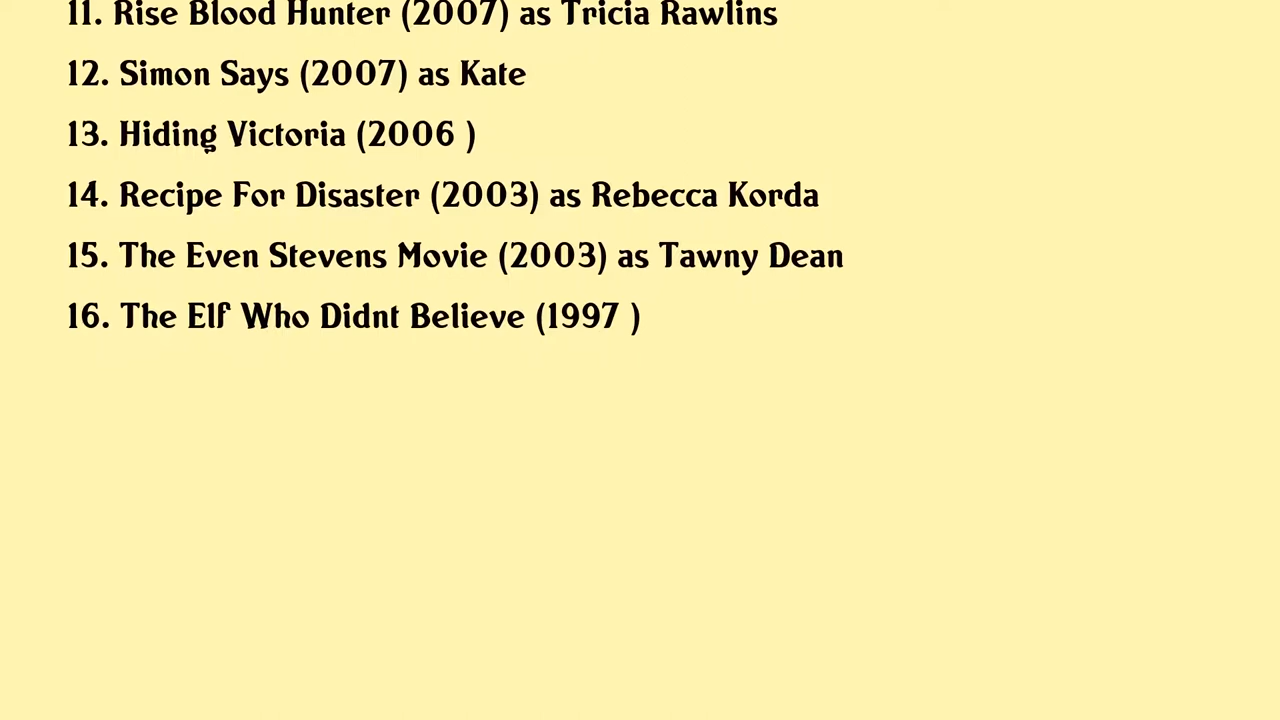 11. Rise Blood Hunter (2007) as Tricia Rawlins
12. Simon Says (2007) as Kate
13. Hiding Victoria (2006 )
14. Recipe For Disaster (2003) as Rebecca Korda
15. The Even Stevens Movie (2003) as Tawny Dean
16. The Elf Who Didnt Believe (1997 )